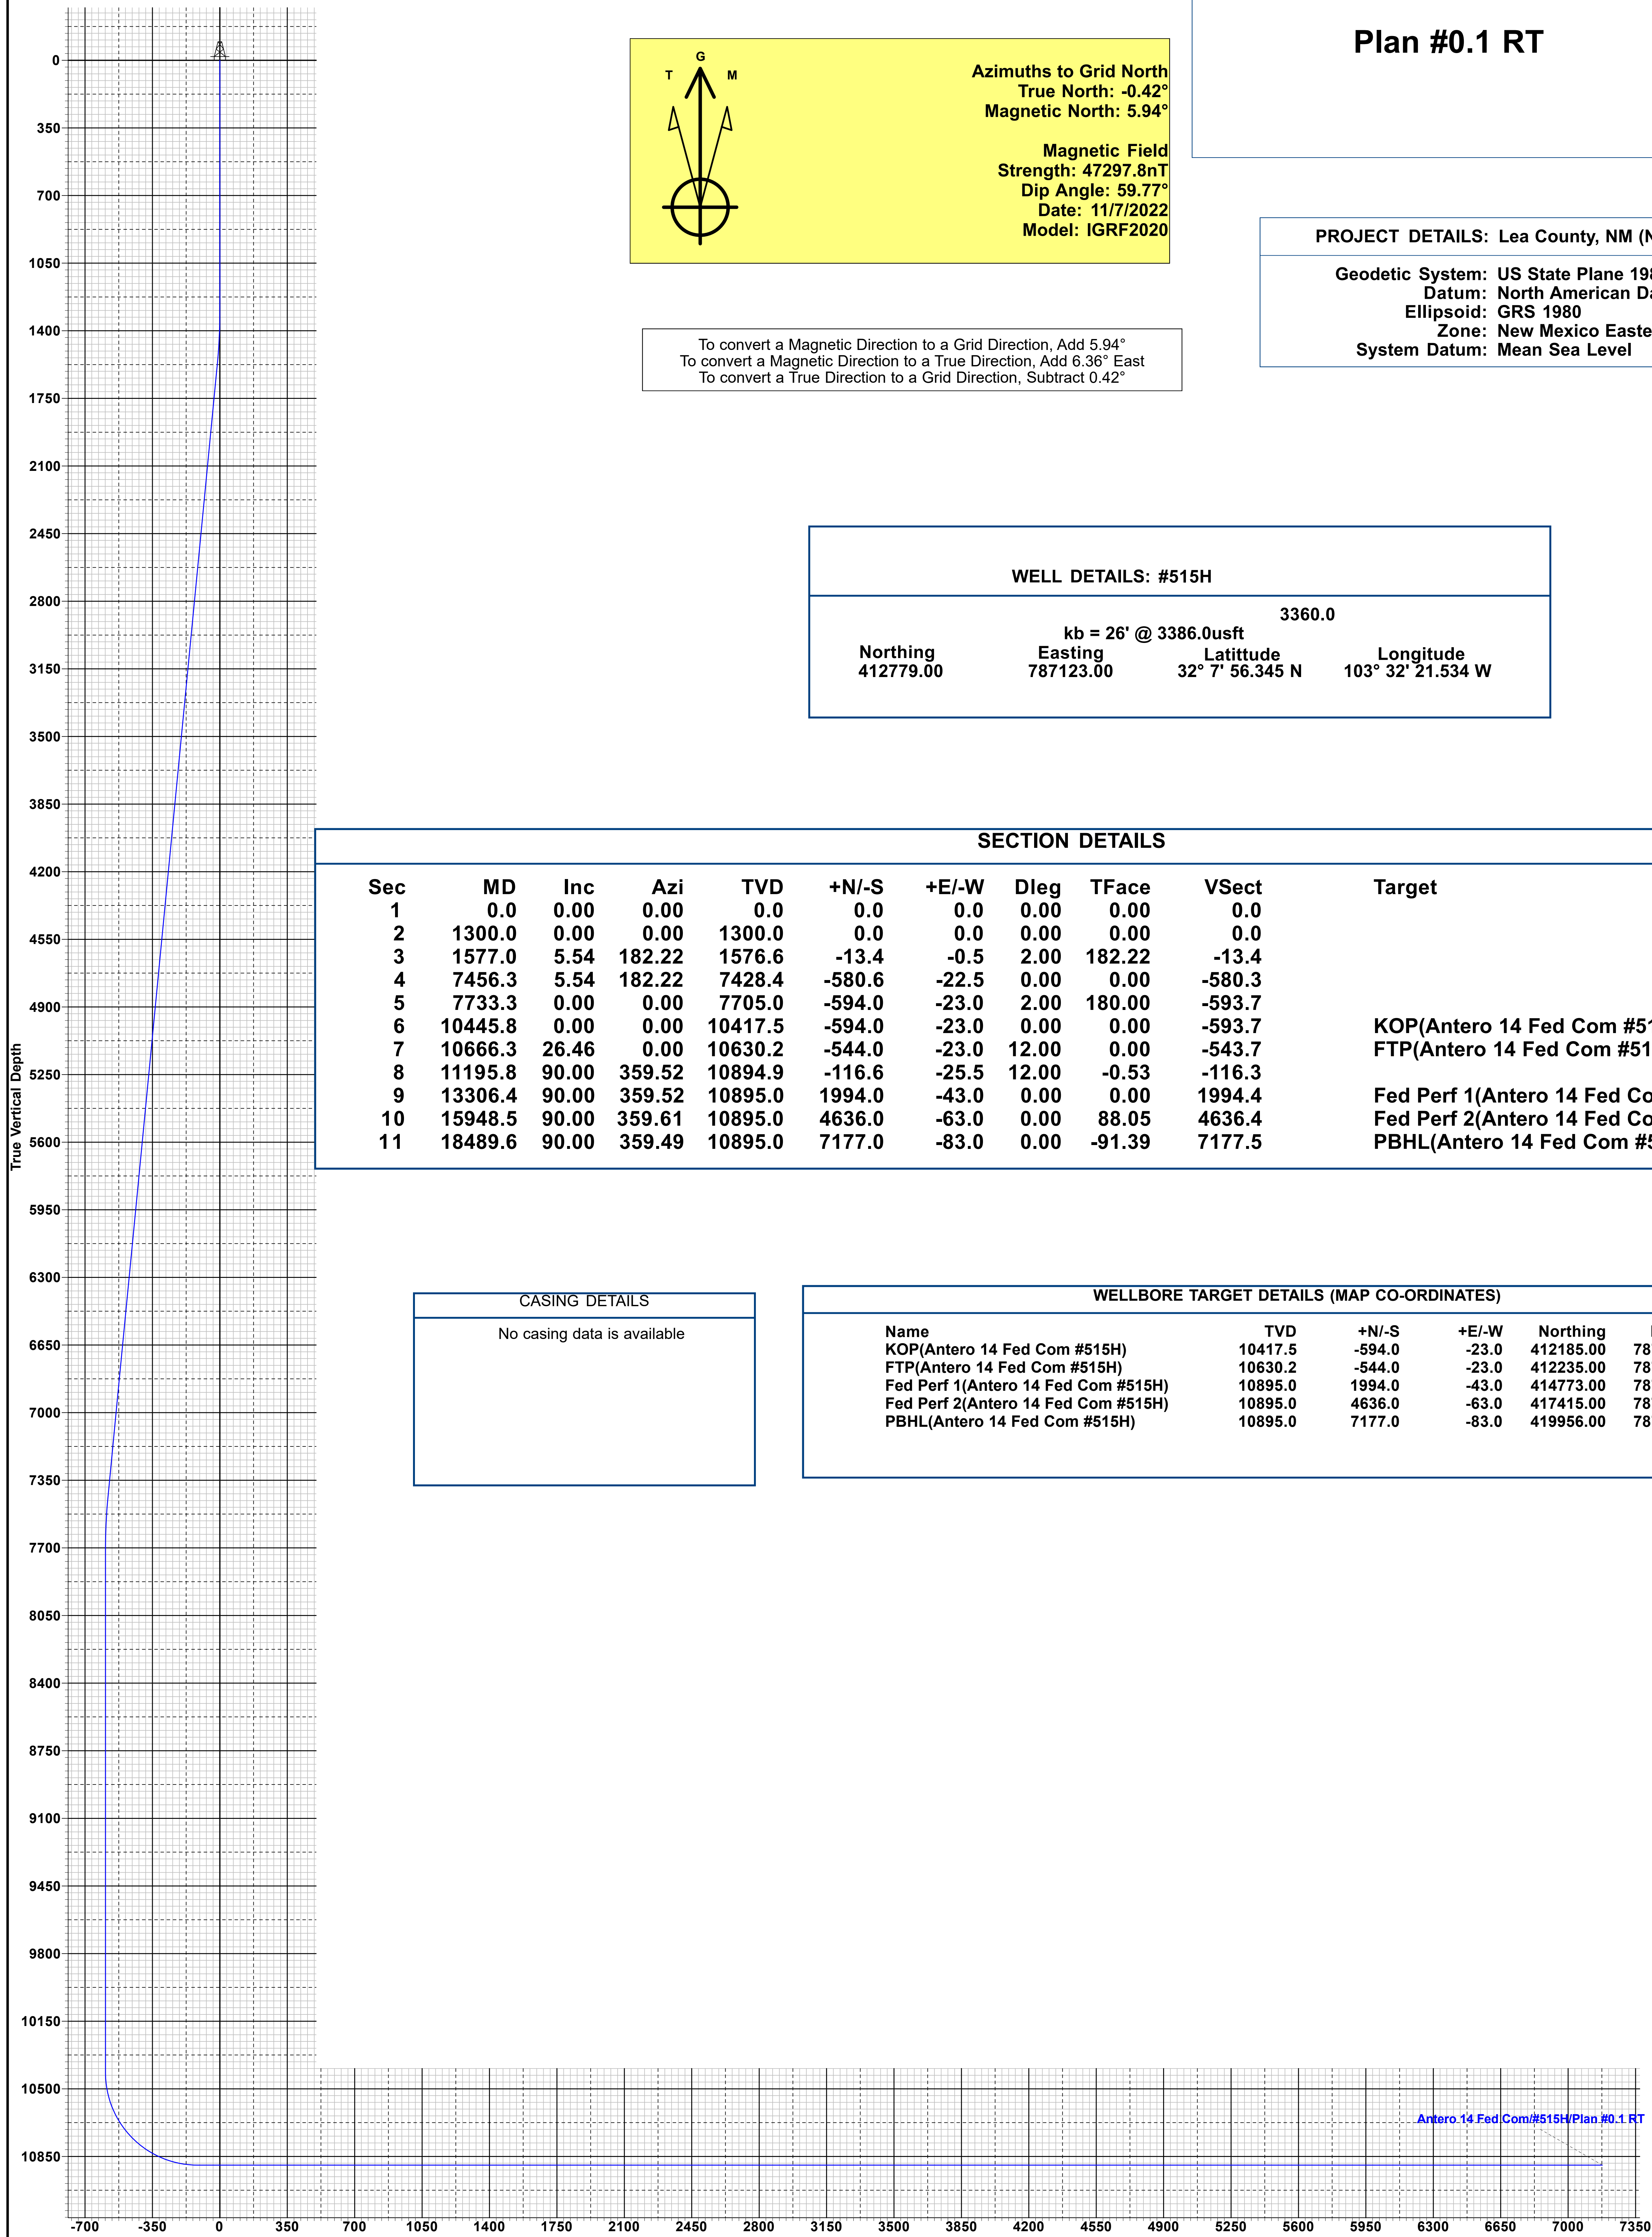 Plan #0.1 RT
G
T M
Azimuths to Grid North
True North: -0.42°
Magnetic North: 5.94°
Magnetic Field
Strength: 47297.8nT
Dip Angle: 59.77°
Date: 11/7/2022
Model: IGRF2020
PROJECT DETAILS: Lea County, NM (N
Geodetic System: US State Plane 198
Datum: North American Da
Ellipsoid: GRS 1980
Zone: New Mexico Easte
System Datum: Mean Sea Level
To convert a Magnetic Direction to a Grid Direction, Add 5.94°
To convert a Magnetic Direction to a True Direction, Add 6.36° East
To convert a True Direction to a Grid Direction, Subtract 0.42°
WELL DETAILS: #515H
3360.0
kb = 26' @ 3386.0usft
Northing Easting Latittude Longitude
412779.00 787123.00 32° 7' 56.345 N 103° 32' 21.534 W
SECTION DETAILS
Sec MD Inc Azi TVD +N/-S +E/-W Dleg TFace VSect Target
1 0.0 0.00 0.00 0.0 0.0 0.0 0.00 0.00 0.0
2 1300.0 0.00 0.00 1300.0 0.0 0.0 0.00 0.00 0.0
3 1577.0 5.54 182.22 1576.6 -13.4 -0.5 2.00 182.22 -13.4
4 7456.3 5.54 182.22 7428.4 -580.6 -22.5 0.00 0.00 -580.3
5 7733.3 0.00 0.00 7705.0 -594.0 -23.0 2.00 180.00 -593.7
6 10445.8 0.00 0.00 10417.5 -594.0 -23.0 0.00 0.00 -593.7 KOP(Antero 14 Fed Com #51
7 10666.3 26.46 0.00 10630.2 -544.0 -23.0 12.00 0.00 -543.7 FTP(Antero 14 Fed Com #51
8 11195.8 90.00 359.52 10894.9 -116.6 -25.5 12.00 -0.53 -116.3
9 13306.4 90.00 359.52 10895.0 1994.0 -43.0 0.00 0.00 1994.4 Fed Perf 1(Antero 14 Fed Co
10 15948.5 90.00 359.61 10895.0 4636.0 -63.0 0.00 88.05 4636.4 Fed Perf 2(Antero 14 Fed Co
11 18489.6 90.00 359.49 10895.0 7177.0 -83.0 0.00 -91.39 7177.5 PBHL(Antero 14 Fed Com #5
CASING DETAILS
No casing data is available
WELLBORE TARGET DETAILS (MAP CO-ORDINATES)
Name TVD +N/-S +E/-W Northing
KOP(Antero 14 Fed Com #515H) 10417.5 -594.0 -23.0 412185.00 78
FTP(Antero 14 Fed Com #515H) 10630.2 -544.0 -23.0 412235.00 78
Fed Perf 1(Antero 14 Fed Com #515H) 10895.0 1994.0 -43.0 414773.00 78
Fed Perf 2(Antero 14 Fed Com #515H) 10895.0 4636.0 -63.0 417415.00 78
PBHL(Antero 14 Fed Com #515H) 10895.0 7177.0 -83.0 419956.00 78
True Vertical Depth
0
350
700
1050
1400
1750
2100
2450
2800
3150
3500
3850
4200
4550
4900
5250
5600
5950
6300
6650
7000
7350
7700
8050
8400
8750
9100
9450
9800
10150
10500
10850
Antero 14 Fed Com/#515H/Plan #0.1 RT
-700 -350 0 350 700 1050 1400 1750 2100 2450 2800 3150 3500 3850 4200 4550 4900 5250 5600 5950 6300 6650 7000 735